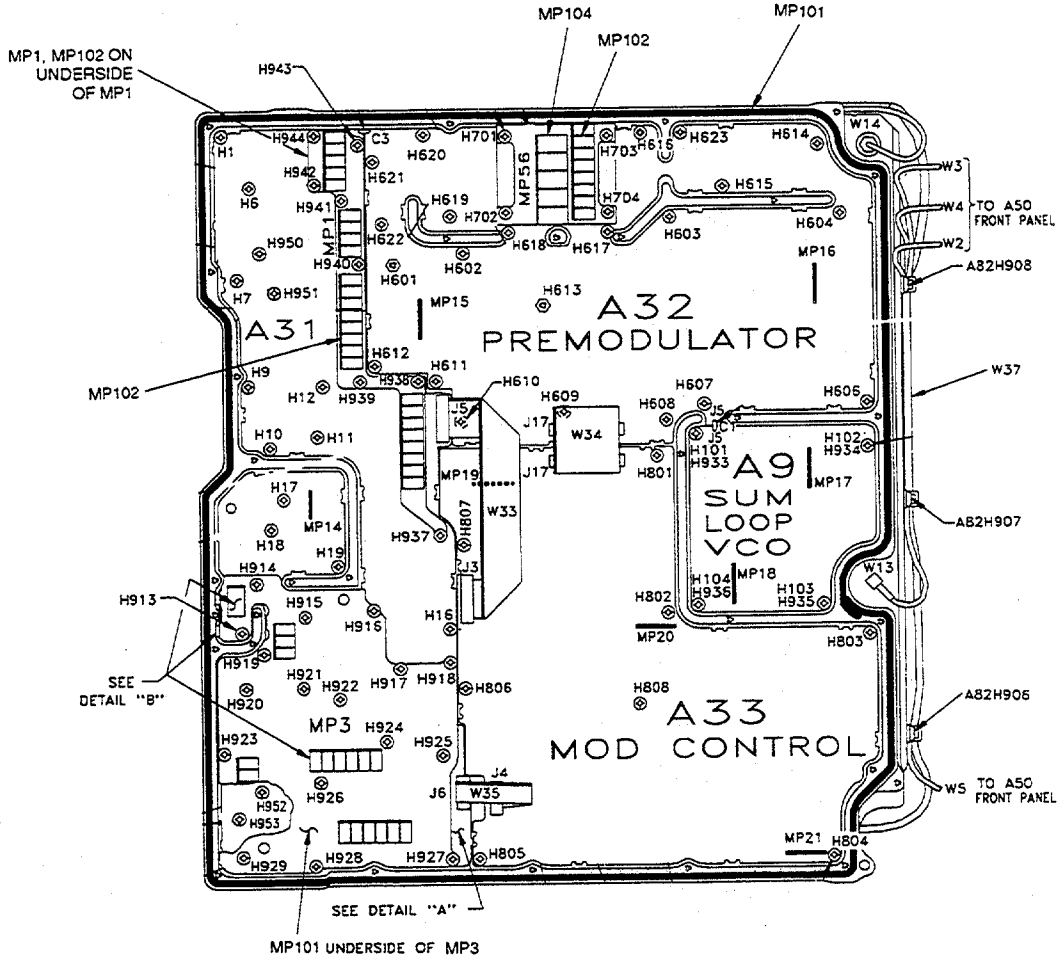 MP104
MP101
MP102
MP1, MP102 ON
UNDERSIDE
OF MP1
H943
H1
H944
C3
H620
H701
MP56
H703
H616
H623
H614
W14
H942
H621
H6
H941
H619
H702
H704
H615
W3
H604
W4
TO A50
FRONT PANEL
MP1
H622
H618
H617
H603
H950
H602
MP16
W2
H940
H601
A82H908
H7
H951
MP15
H613
A31
A32
PREMODULATOR
H612
H611
H9
H938
H12
H939
H610
MP102
W37
J5
H609
H607
H606
J17
W34
H608
J5
C1
J5
H10
H11
H101
H933
H102
H934
MP19
J17
H801
A9
SUM
LOOP
VCO
MP17
H17
MP14
W33
H807
A82H907
H18
H937
H19
J3
W13
H914
MP18
H104
H936
H103
H935
H913
H915
H916
H16
H802
MP20
H803
H919
H917
H918
SEE
DETAIL "B"
H920
H921
H922
H806
H808
A82H906
MP3
A33
MOD CONTROL
H923
H924
H925
H926
J4
J6
W35
W5
TO A50
FRONT PANEL
H952
H953
MP21
H804
H929
H928
H927
H805
SEE DETAIL "A"
MP101 UNDERSIDE OF MP3